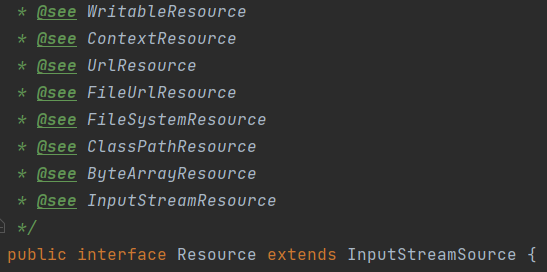 * @see WritableResource
* @see ContextResource
* @see UrlResource
* @see FileUrlResource
* @see FileSystemResource
* @see ClassPathResource
* @see ByteArrayResource
* @see InputStreamResource
*/
public interface Resource extends InputStreamSource {